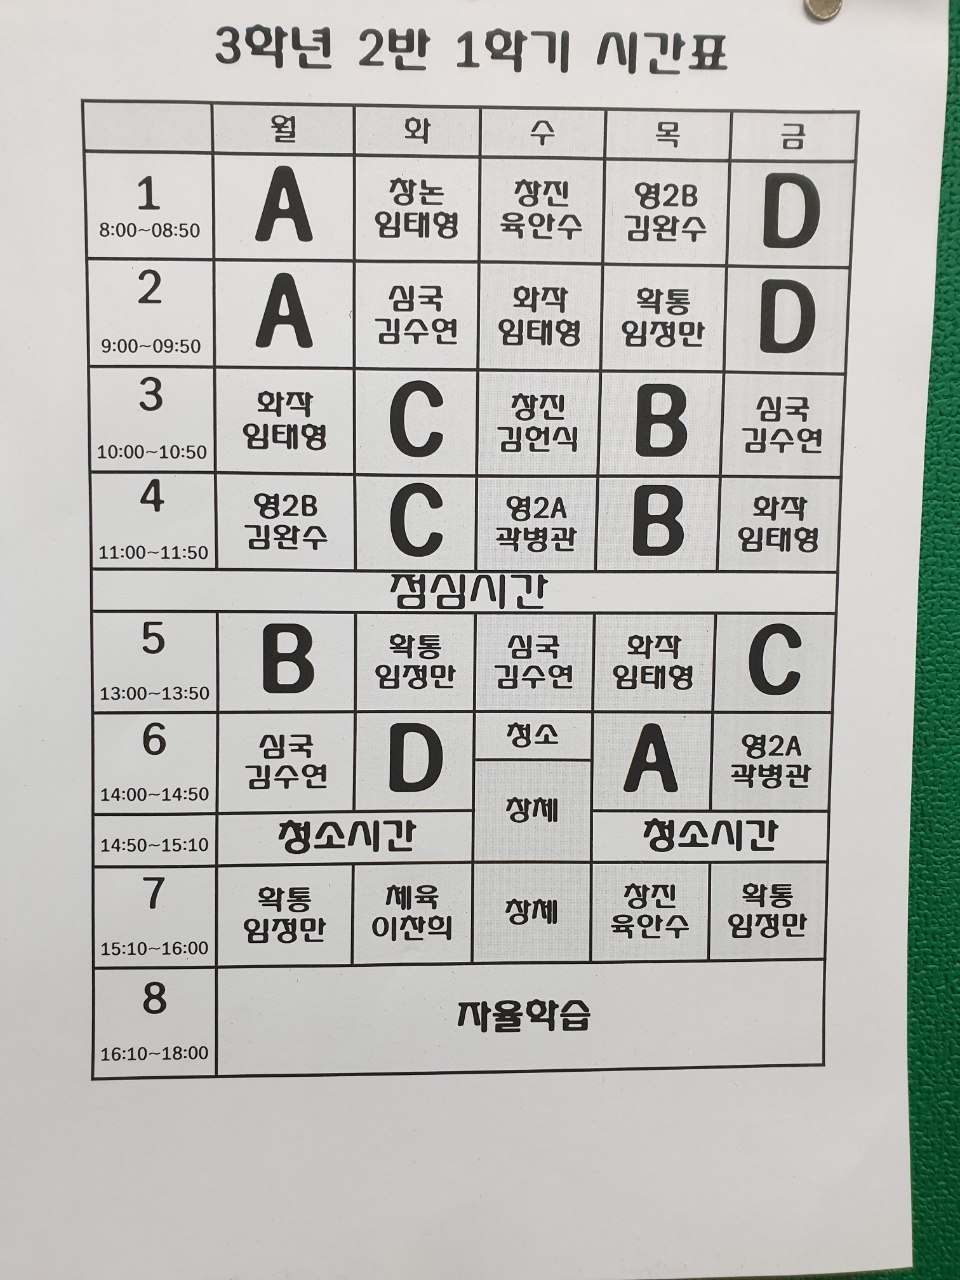 3학년 2반 1학기 시간표
월 화 수 목 금
1
8:00~08:50
A
창논
임태형
창진
육안수
영2B
김완수
D
2
9:00~09:50
A
심국
김수연
화작
임태형
확통
임정만
D
3
10:00~10:50
화작
임태형
C
창진
김헌식
B
심국
김수연
4
11:00~11:50
영2B
김완수
C
영2A
곽병관
B
화작
임태형
점심시간
5
13:00~13:50
B
확통
임정만
심국
김수연
화작
임태형
C
6
14:00~14:50
심국
김수연
D
청소
창체
A
영2A
곽병관
14:50~15:10
청소시간
청소시간
7
15:10~16:00
확통
임정만
체육
이찬희
창체
창진
육안수
확통
임정만
8
16:10~18:00
자율학습